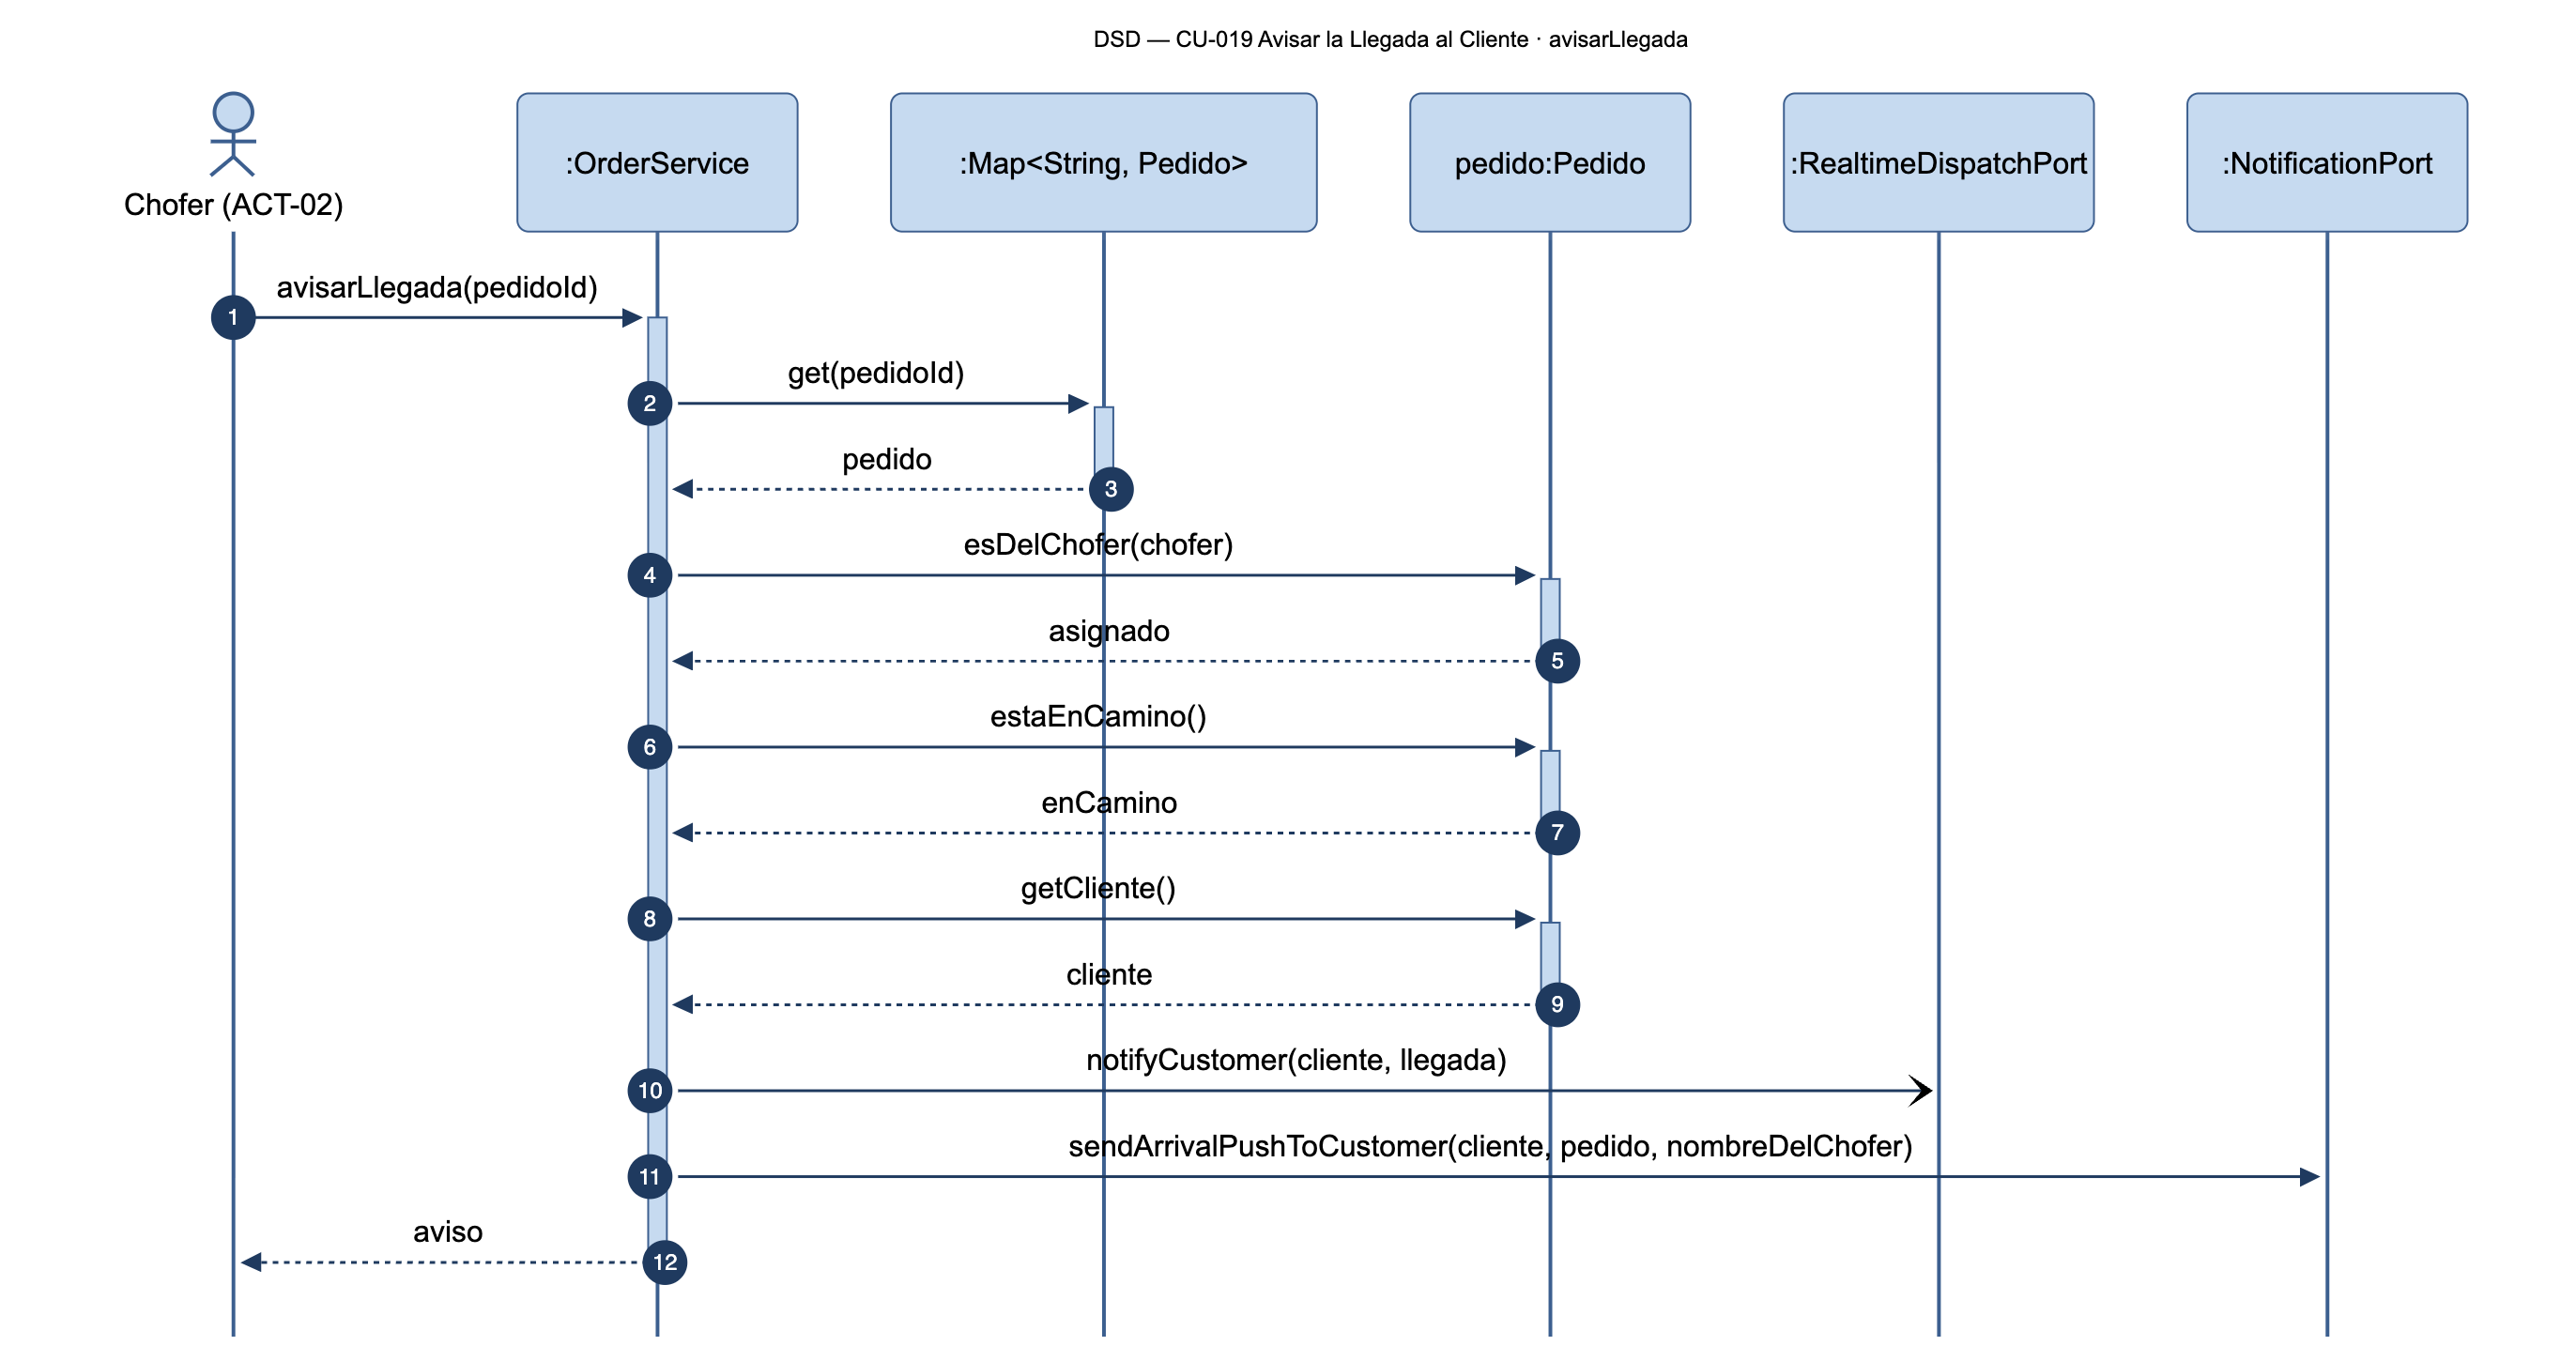 DSD — CU-019 Avisar la Llegada al Cliente · avisarLlegada
Chofer (ACT-02)
:OrderService
:Map<String, Pedido>
pedido:Pedido
:RealtimeDispatchPort
:NotificationPort
avisarLlegada(pedidoId)
1
get(pedidoId)
2
pedido
3
esDelChofer(chofer)
4
asignado
5
estaEnCamino()
6
enCamino
7
getCliente()
8
cliente
9
notifyCustomer(cliente, llegada)
10
sendArrivalPushToCustomer(cliente, pedido, nombreDelChofer)
11
aviso
12